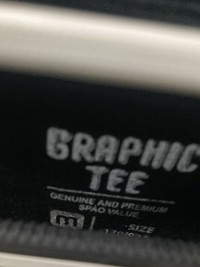 GRAPHIC
TEE
GENUINE AND PREMIUM
SPAO VALUE
m SIZE